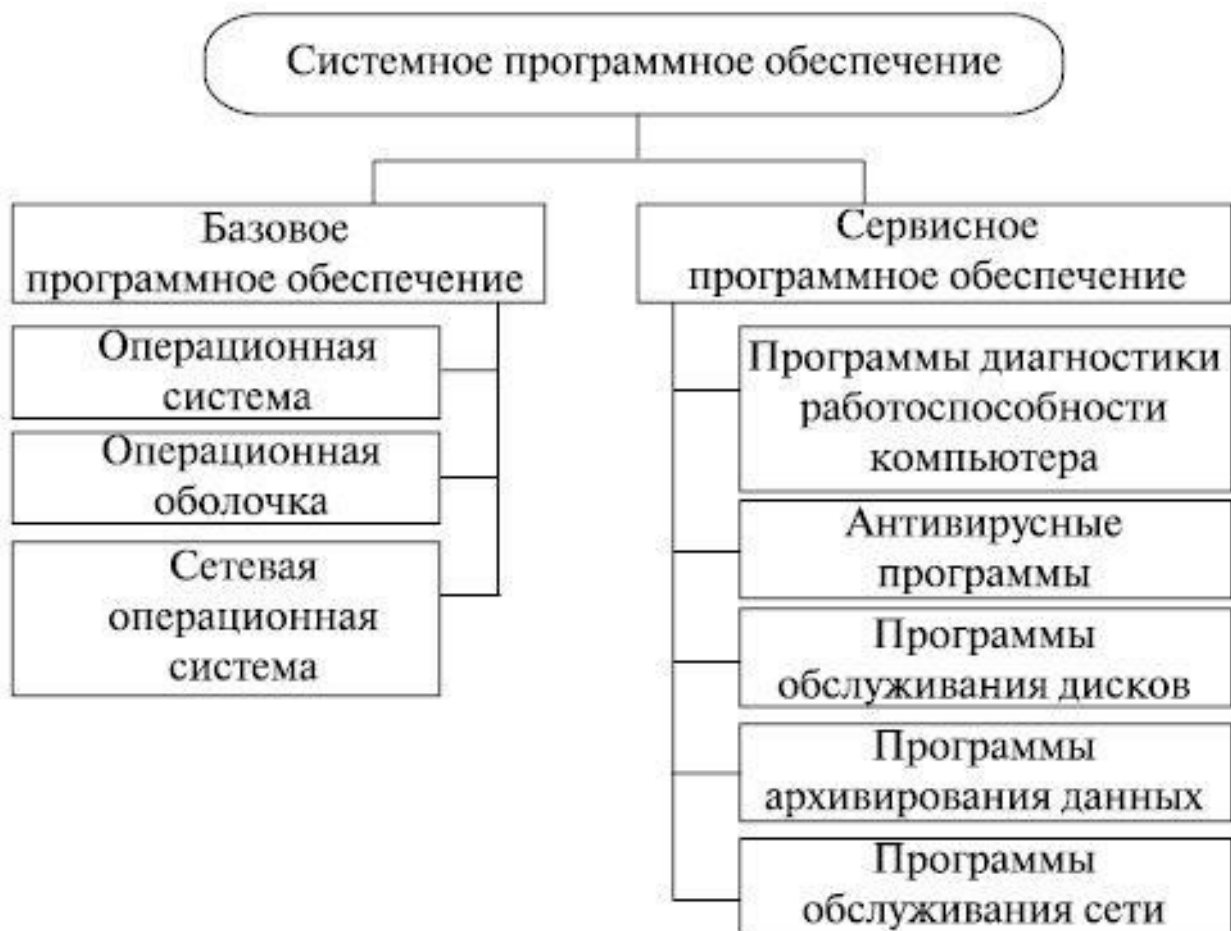 Системное программное обеспечение
Базовое
программное обеспечение
Операционная
система
Операционная
оболочка
Сетевая
операционная
система
Сервисное
программное обеспечение
Программы диагностики
работоспособности
компьютера
Антивирусные
программы
Программы
обслуживания дисков
Программы
архивирования данных
Программы
обслуживания сети